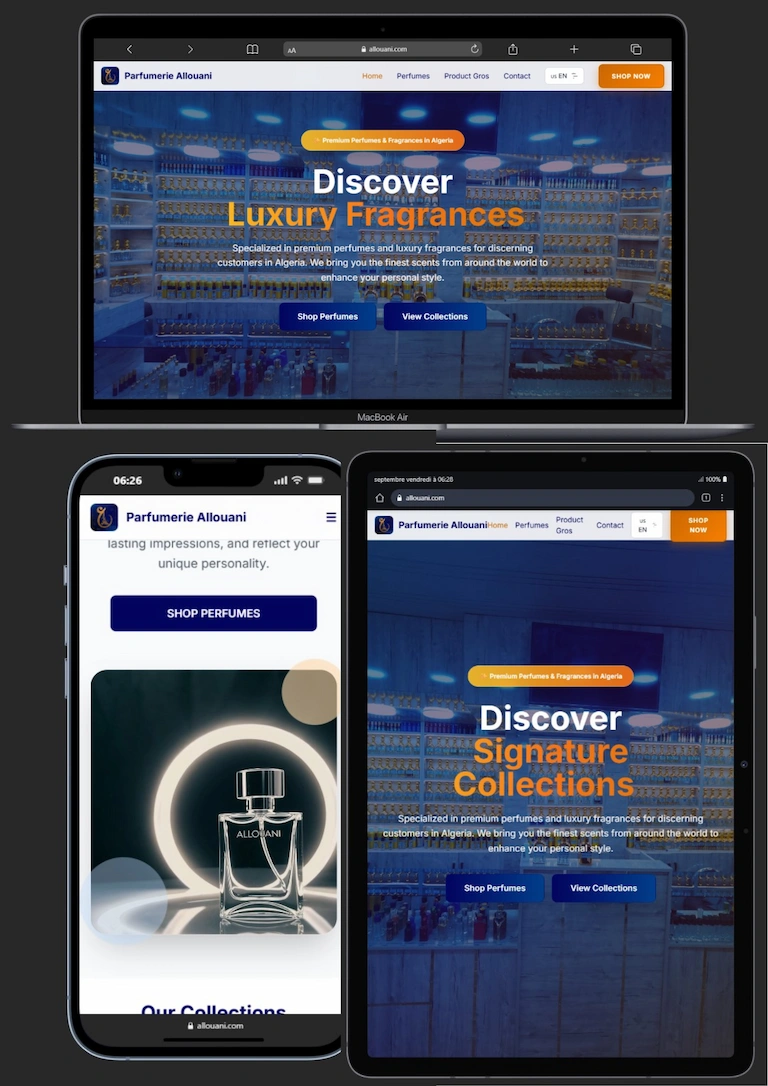 AA
allouani.com
Parfumerie Allouani
Home
Perfumes
Product Gros
Contact
us EN
SHOP NOW
Premium Perfumes & Fragrances in Algeria
Discover
Luxury Fragrances
Specialized in premium perfumes and luxury fragrances for discerning
customers in Algeria. We bring you the finest scents from around the world to
enhance your personal style.
Shop Perfumes
View Collections
MacBook Air
06:26
Parfumerie Allouani
lasting impressions, and reflect your
unique personality.
SHOP PERFUMES
ALLOUANI
Our Collections
allouani.com
septembre vendredi à 06:28
100%
allouani.com
1
Parfumerie Allouani
Home
Perfumes
Product
Gros
Contact
us
EN
SHOP
NOW
Premium Perfumes & Fragrances in Algeria
Discover
Signature
Collections
Specialized in premium perfumes and luxury fragrances for discerning
customers in Algeria. We bring you the finest scents from around the world to
enhance your personal style.
Shop Perfumes
View Collections